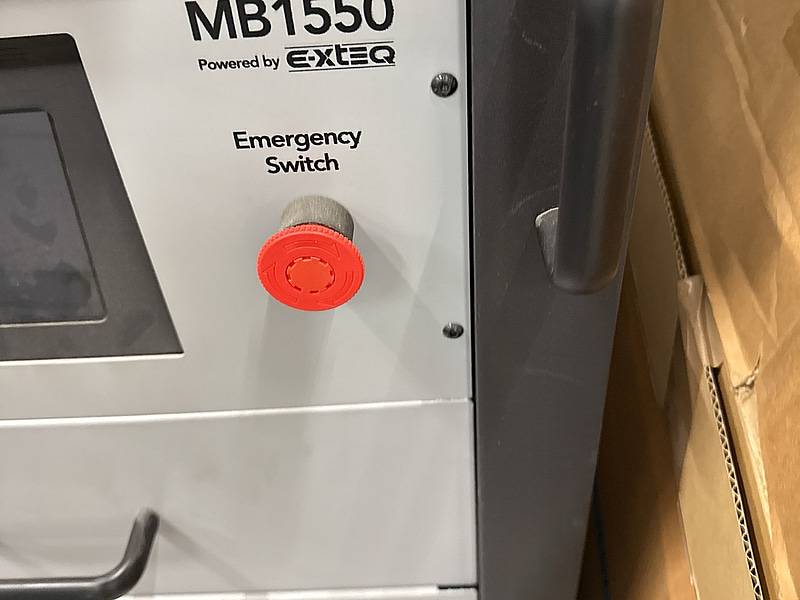 MB1550
Powered by E-XTEQ
Emergency
Switch